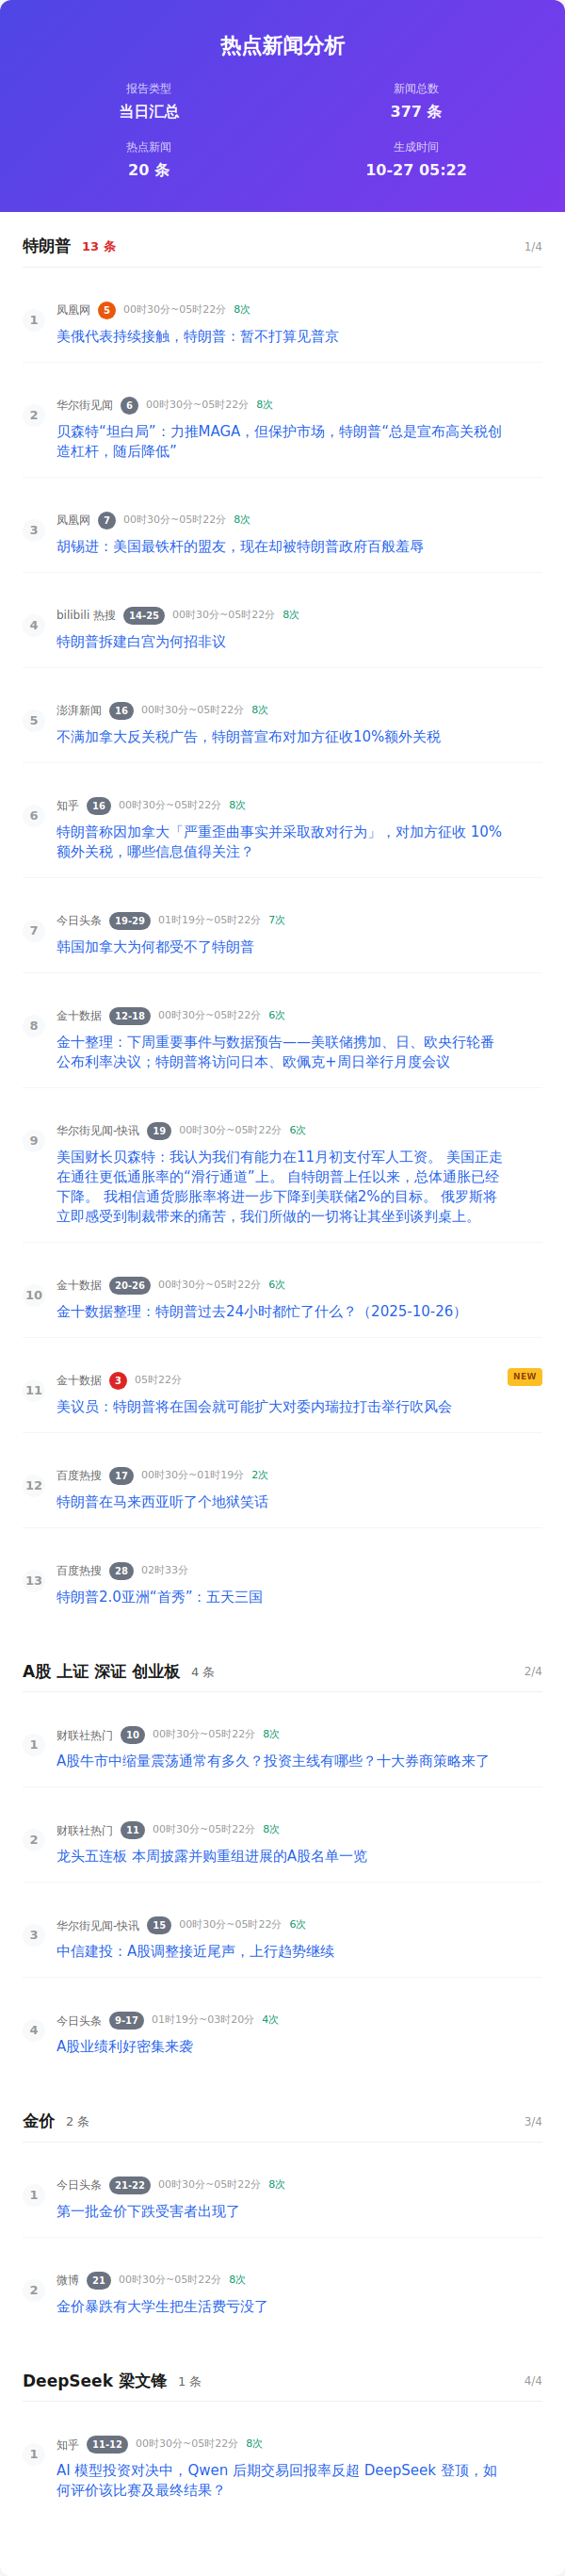 热点新闻分析
报告类型
当日汇总
新闻总数
377 条
热点新闻
20 条
生成时间
10-27 05:22
特朗普 13 条 1/4
1
凤凰网 5 00时30分~05时22分 8次
美俄代表持续接触，特朗普：暂不打算见普京
2
华尔街见闻 6 00时30分~05时22分 8次
贝森特“坦白局”：力推MAGA，但保护市场，特朗普“总是宣布高关税创
造杠杆，随后降低”
3
凤凰网 7 00时30分~05时22分 8次
胡锡进：美国最铁杆的盟友，现在却被特朗普政府百般羞辱
4
bilibili 热搜 14-25 00时30分~05时22分 8次
特朗普拆建白宫为何招非议
5
澎湃新闻 16 00时30分~05时22分 8次
不满加拿大反关税广告，特朗普宣布对加方征收10%额外关税
6
知乎 16 00时30分~05时22分 8次
特朗普称因加拿大「严重歪曲事实并采取敌对行为」，对加方征收 10%
额外关税，哪些信息值得关注？
7
今日头条 19-29 01时19分~05时22分 7次
韩国加拿大为何都受不了特朗普
8
金十数据 12-18 00时30分~05时22分 6次
金十整理：下周重要事件与数据预告——美联储携加、日、欧央行轮番
公布利率决议；特朗普将访问日本、欧佩克+周日举行月度会议
9
华尔街见闻-快讯 19 00时30分~05时22分 6次
美国财长贝森特：我认为我们有能力在11月初支付军人工资。 美国正走
在通往更低通胀率的“滑行通道”上。 自特朗普上任以来，总体通胀已经
下降。 我相信通货膨胀率将进一步下降到美联储2%的目标。 俄罗斯将
立即感受到制裁带来的痛苦，我们所做的一切将让其坐到谈判桌上。
10
金十数据 20-26 00时30分~05时22分 6次
金十数据整理：特朗普过去24小时都忙了什么？（2025-10-26）
11
金十数据 3 05时22分 NEW
美议员：特朗普将在国会就可能扩大对委内瑞拉打击举行吹风会
12
百度热搜 17 00时30分~01时19分 2次
特朗普在马来西亚听了个地狱笑话
13
百度热搜 28 02时33分
特朗普2.0亚洲“首秀”：五天三国
A股 上证 深证 创业板 4 条 2/4
1
财联社热门 10 00时30分~05时22分 8次
A股牛市中缩量震荡通常有多久？投资主线有哪些？十大券商策略来了
2
财联社热门 11 00时30分~05时22分 8次
龙头五连板 本周披露并购重组进展的A股名单一览
3
华尔街见闻-快讯 15 00时30分~05时22分 6次
中信建投：A股调整接近尾声，上行趋势继续
4
今日头条 9-17 01时19分~03时20分 4次
A股业绩利好密集来袭
金价 2 条 3/4
1
今日头条 21-22 00时30分~05时22分 8次
第一批金价下跌受害者出现了
2
微博 21 00时30分~05时22分 8次
金价暴跌有大学生把生活费亏没了
DeepSeek 梁文锋 1 条 4/4
1
知乎 11-12 00时30分~05时22分 8次
AI 模型投资对决中，Qwen 后期交易回报率反超 DeepSeek 登顶，如
何评价该比赛及最终结果？